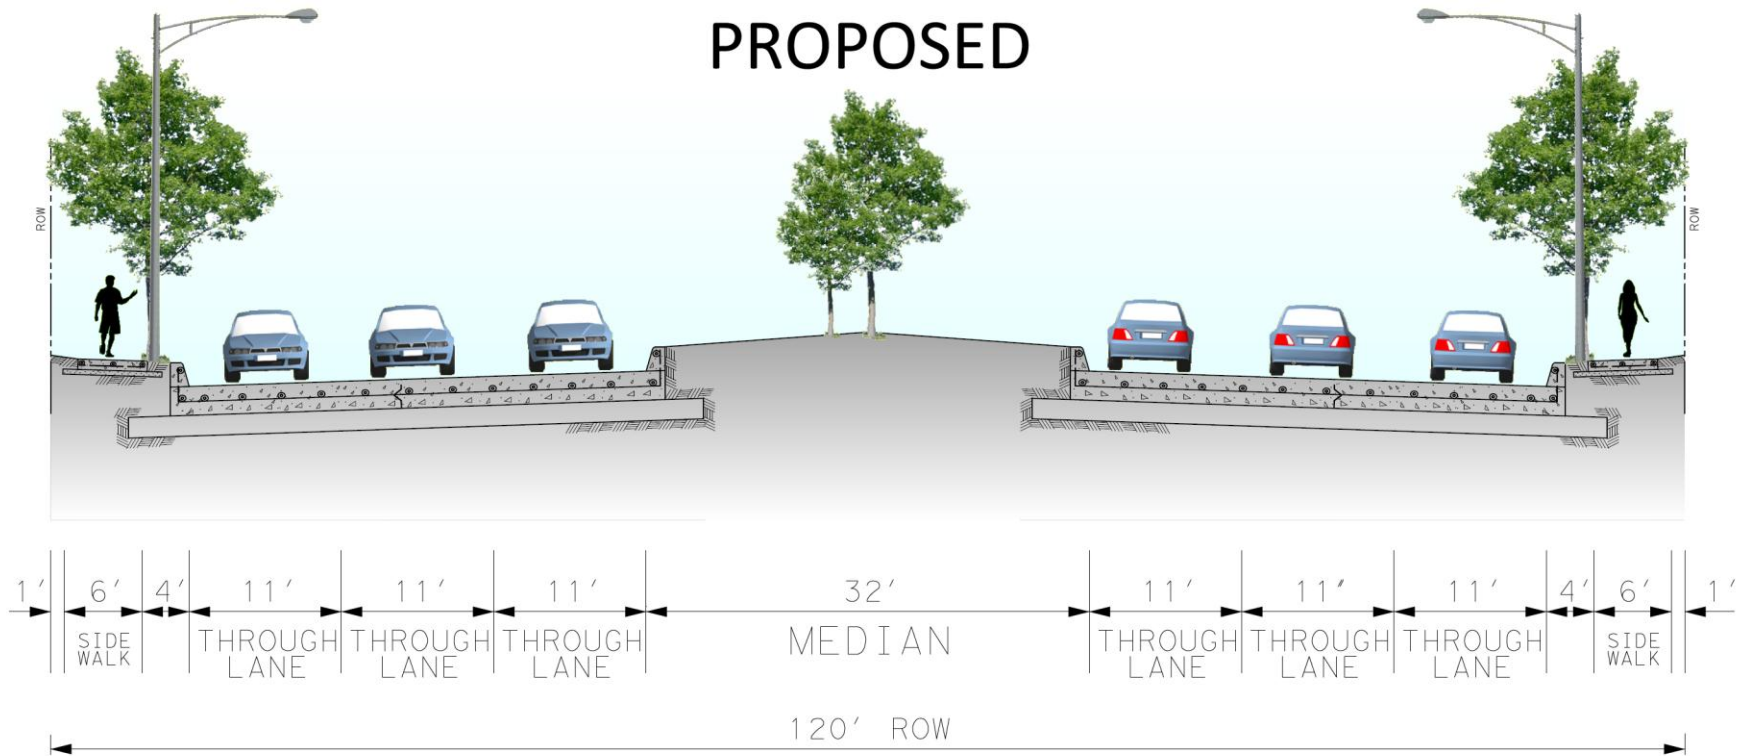 PROPOSED
ROW
ROW
1' 6' 4' 11' 11' 11' 32' 11' 11' 11' 4' 6' 1'
SIDE THROUGH THROUGH THROUGH MEDIAN THROUGH THROUGH THROUGH SIDE
WALK LANE LANE LANE LANE LANE LANE WALK
120' ROW